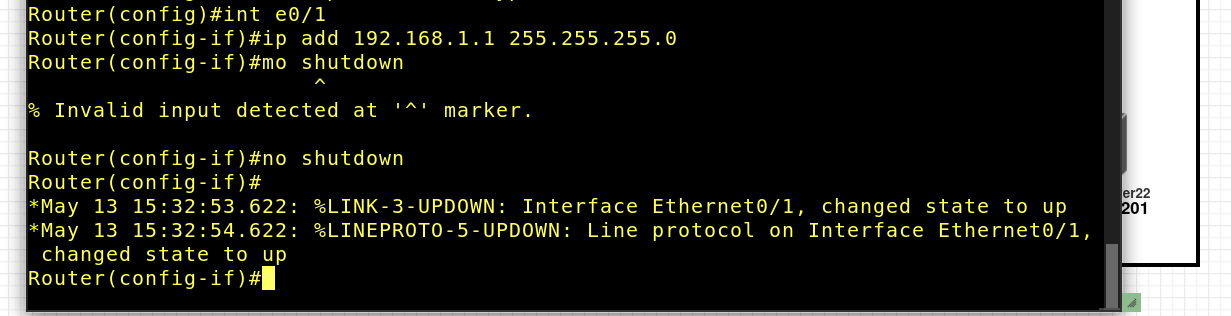 Router(config)#int e0/1
Router(config-if)#ip add 192.168.1.1 255.255.255.0
Router(config-if)#mo shutdown
^
% Invalid input detected at '^' marker.
Router(config-if)#no shutdown
Router(config-if)#
*May 13 15:32:53.622: %LINK-3-UPDOWN: Interface Ethernet0/1, changed state to up
*May 13 15:32:54.622: %LINEPROTO-5-UPDOWN: Line protocol on Interface Ethernet0/1,
changed state to up
Router(config-if)#
er22
201